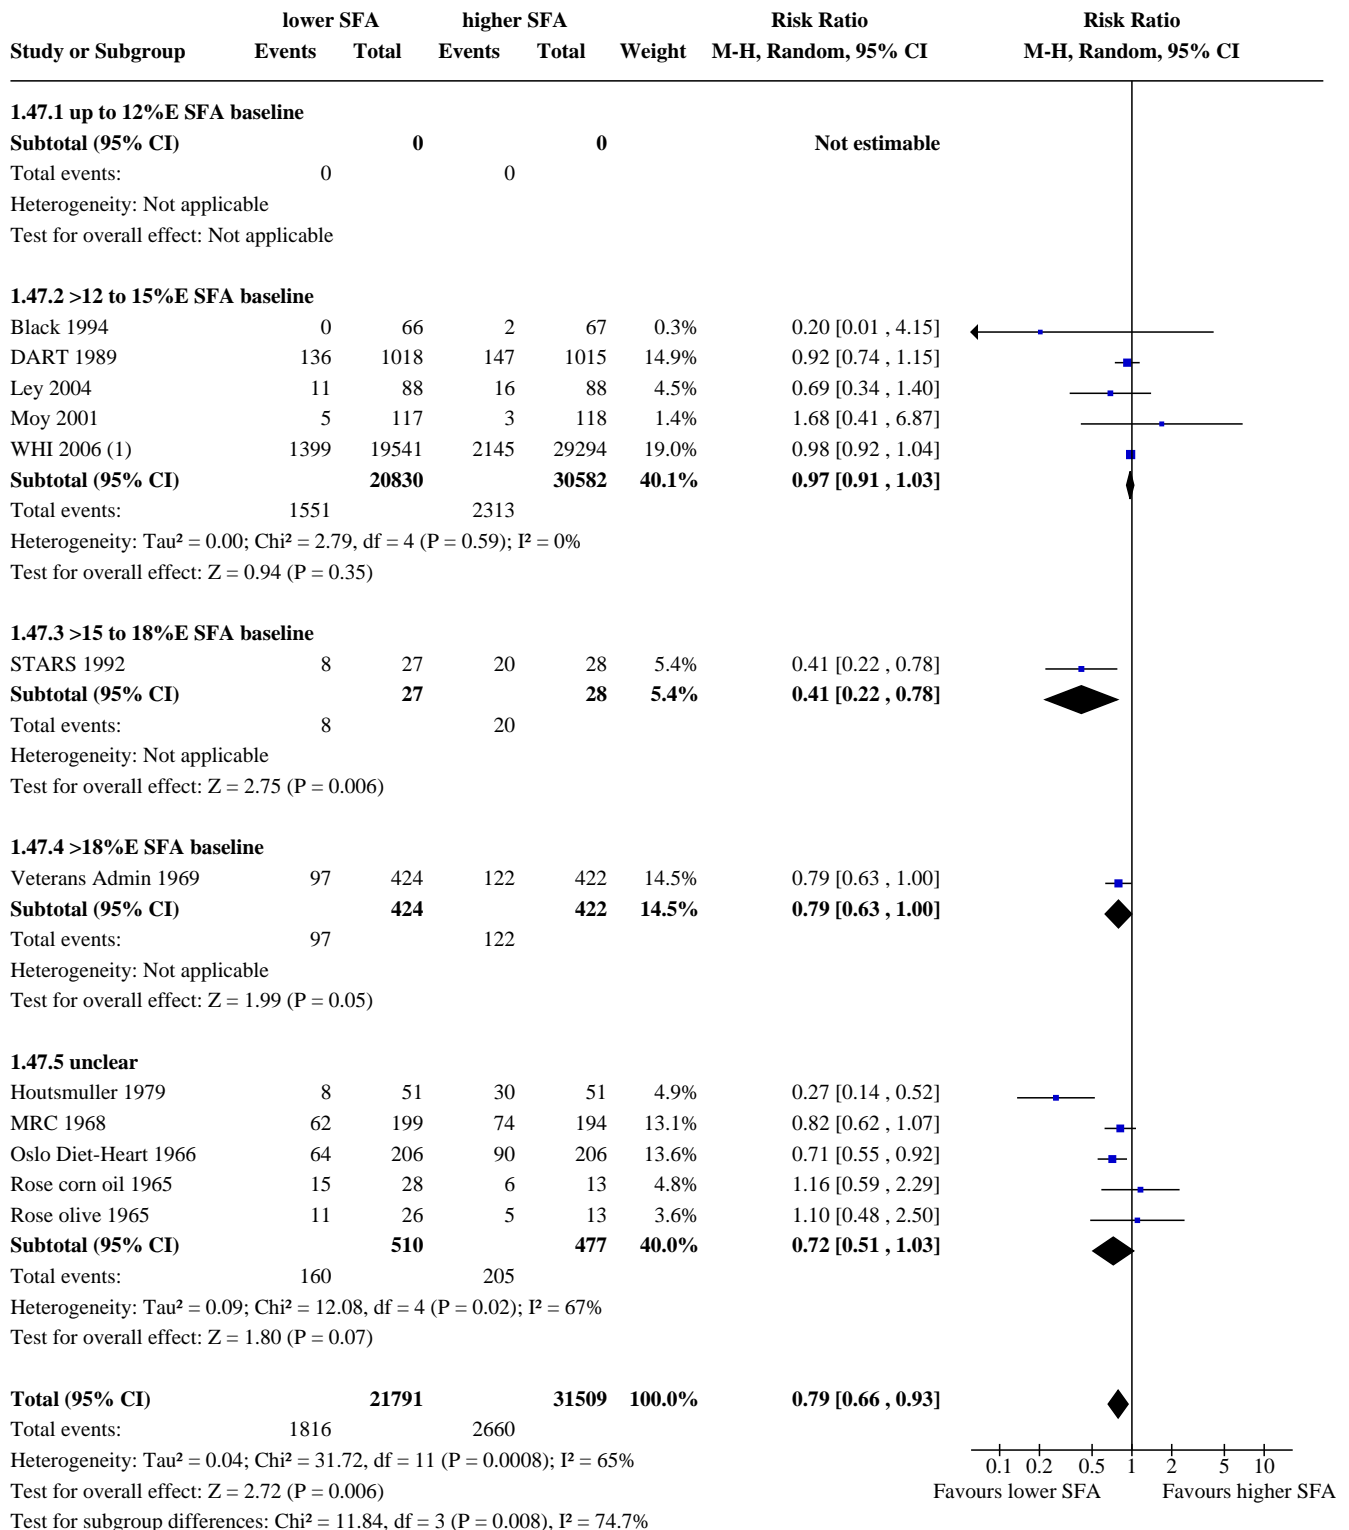 lower SFA higher SFA Risk Ratio Risk Ratio
Study or Subgroup Events Total Events Total Weight M-H, Random, 95% CI M-H, Random, 95% CI
1.47.1 up to 12%E SFA baseline
Subtotal (95% CI) 0 0 Not estimable
Total events: 0 0
Heterogeneity: Not applicable
Test for overall effect: Not applicable
1.47.2 >12 to 15%E SFA baseline
Black 1994 0 66 2 67 0.3% 0.20 [0.01 , 4.15]
DART 1989 136 1018 147 1015 14.9% 0.92 [0.74 , 1.15]
Ley 2004 11 88 16 88 4.5% 0.69 [0.34 , 1.40]
Moy 2001 5 117 3 118 1.4% 1.68 [0.41 , 6.87]
WHI 2006 (1) 1399 19541 2145 29294 19.0% 0.98 [0.92 , 1.04]
Subtotal (95% CI) 20830 30582 40.1% 0.97 [0.91 , 1.03]
Total events: 1551 2313
Heterogeneity: Tau² = 0.00; Chi² = 2.79, df = 4 (P = 0.59); I² = 0%
Test for overall effect: Z = 0.94 (P = 0.35)
1.47.3 >15 to 18%E SFA baseline
STARS 1992 8 27 20 28 5.4% 0.41 [0.22 , 0.78]
Subtotal (95% CI) 27 28 5.4% 0.41 [0.22 , 0.78]
Total events: 8 20
Heterogeneity: Not applicable
Test for overall effect: Z = 2.75 (P = 0.006)
1.47.4 >18%E SFA baseline
Veterans Admin 1969 97 424 122 422 14.5% 0.79 [0.63 , 1.00]
Subtotal (95% CI) 424 422 14.5% 0.79 [0.63 , 1.00]
Total events: 97 122
Heterogeneity: Not applicable
Test for overall effect: Z = 1.99 (P = 0.05)
1.47.5 unclear
Houtsmuller 1979 8 51 30 51 4.9% 0.27 [0.14 , 0.52]
MRC 1968 62 199 74 194 13.1% 0.82 [0.62 , 1.07]
Oslo Diet-Heart 1966 64 206 90 206 13.6% 0.71 [0.55 , 0.92]
Rose corn oil 1965 15 28 6 13 4.8% 1.16 [0.59 , 2.29]
Rose olive 1965 11 26 5 13 3.6% 1.10 [0.48 , 2.50]
Subtotal (95% CI) 510 477 40.0% 0.72 [0.51 , 1.03]
Total events: 160 205
Heterogeneity: Tau² = 0.09; Chi² = 12.08, df = 4 (P = 0.02); I² = 67%
Test for overall effect: Z = 1.80 (P = 0.07)
Total (95% CI) 21791 31509 100.0% 0.79 [0.66 , 0.93]
Total events: 1816 2660
Heterogeneity: Tau² = 0.04; Chi² = 31.72, df = 11 (P = 0.0008); I² = 65%
0.1 0.2 0.5 1 2 5 10
Test for overall effect: Z = 2.72 (P = 0.006) Favours lower SFA Favours higher SFA
Test for subgroup differences: Chi² = 11.84, df = 3 (P = 0.008), I² = 74.7%